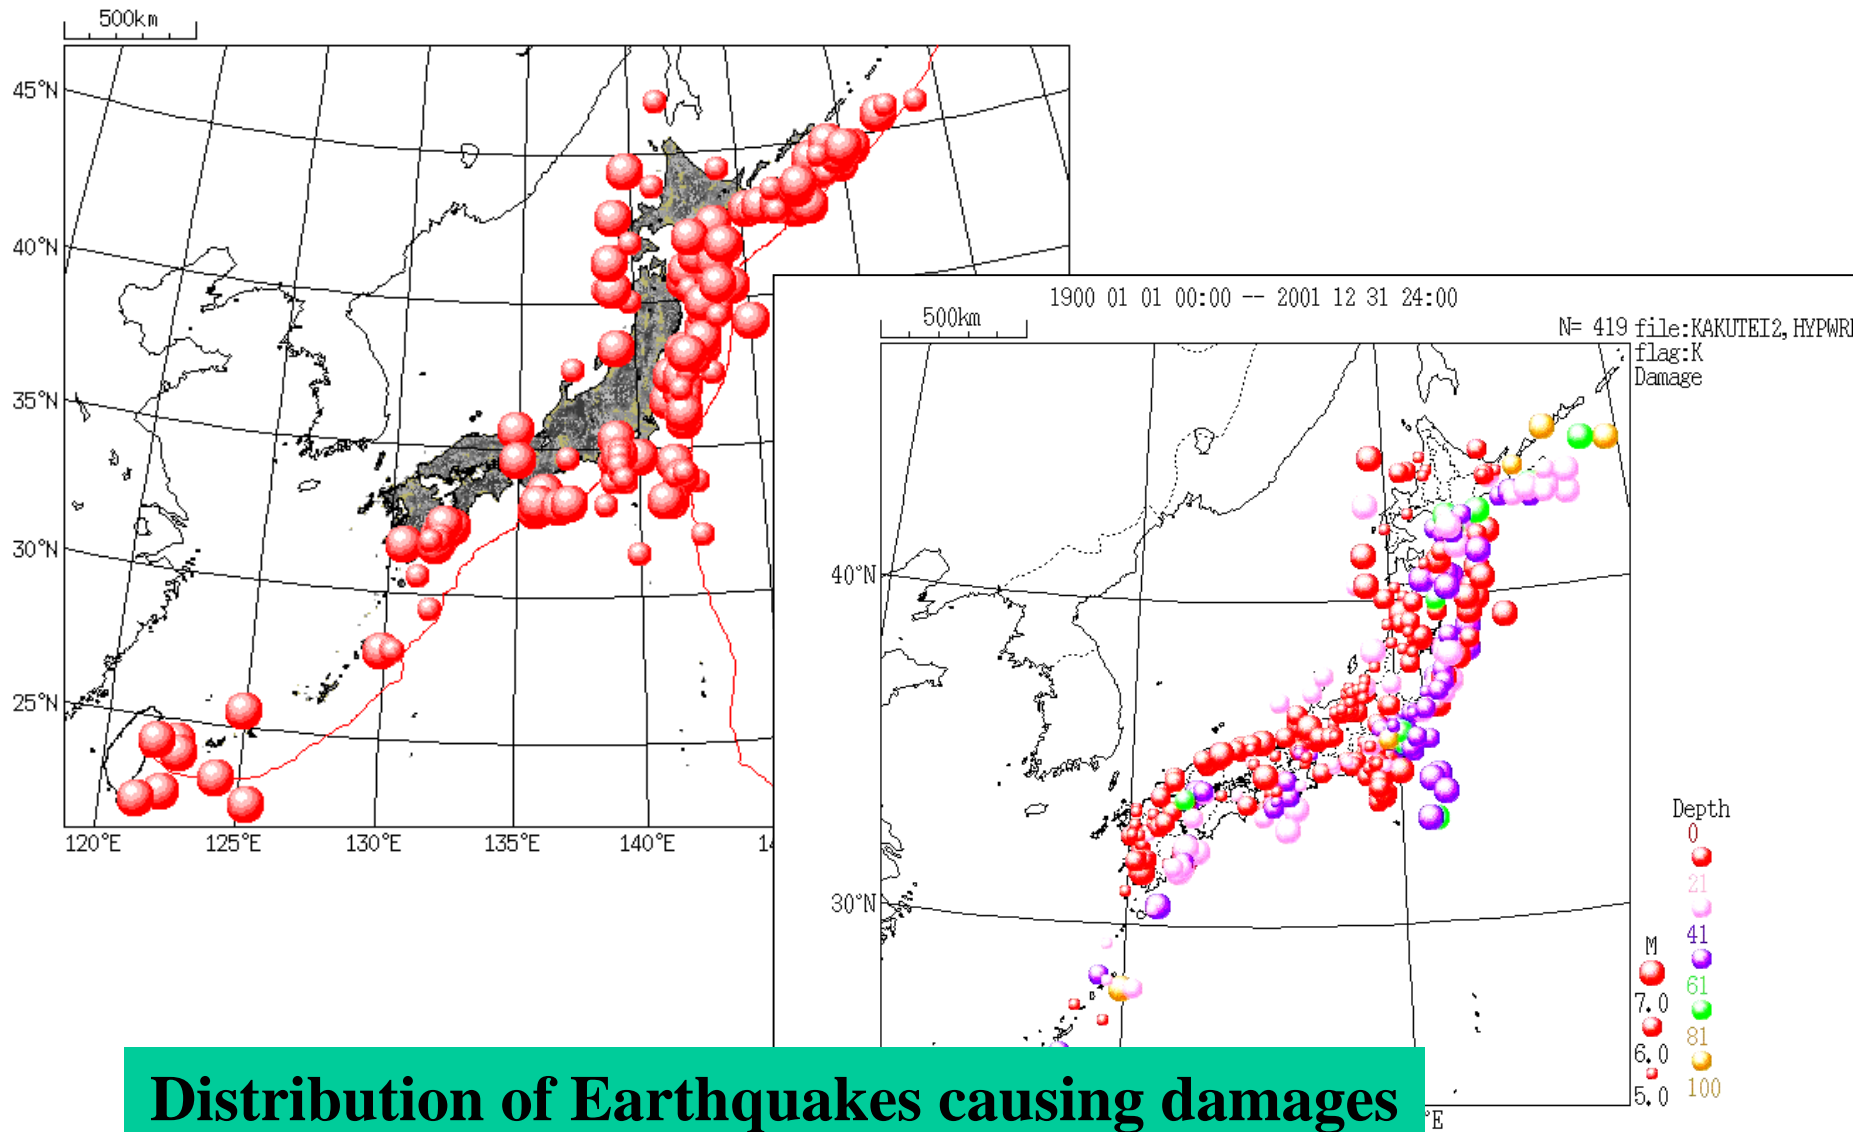 500km
45°N
40°N
35°N
30°N
25°N
120°E
125°E
130°E
135°E
140°E
1900 01 01 00:00 -- 2001 12 31 24:00
500km
N= 419
file:KAKUTEI2,HYPWR
flag:K
Damage
40°N
30°N
Depth
0
21
41
61
81
100
M
7.0
6.0
5.0
°E
Distribution of Earthquakes causing damages